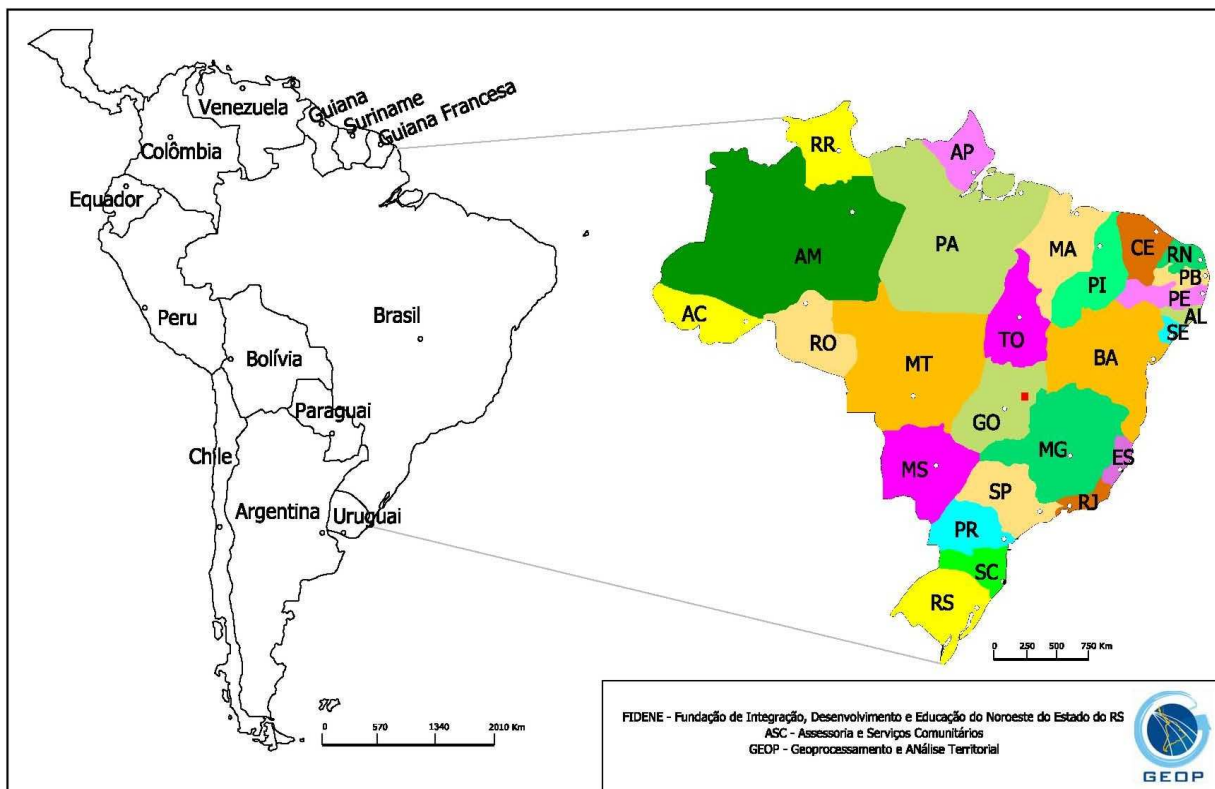 Venezuela
Guiana
Suriname
Guiana Francesa
Colômbia
Equador
Peru
Brasil
Bolívia
Paraguai
Chile
Argentina
Uruguai
0 570 1340 2010 Km
RR
AP
AM
PA
MA
CE
RN
PB
PI
PE
AL
SE
AC
RO
TO
BA
MT
GO
MG
ES
MS
SP
RJ
PR
SC
RS
0 250 500 750 Km
FIDENE - Fundação de Integração, Desenvolvimento e Educação do Noroeste do Estado do RS
ASC - Assessoria e Serviços Comunitários
GEOP - Geoprocessamento e ANálise Territorial
GEOP